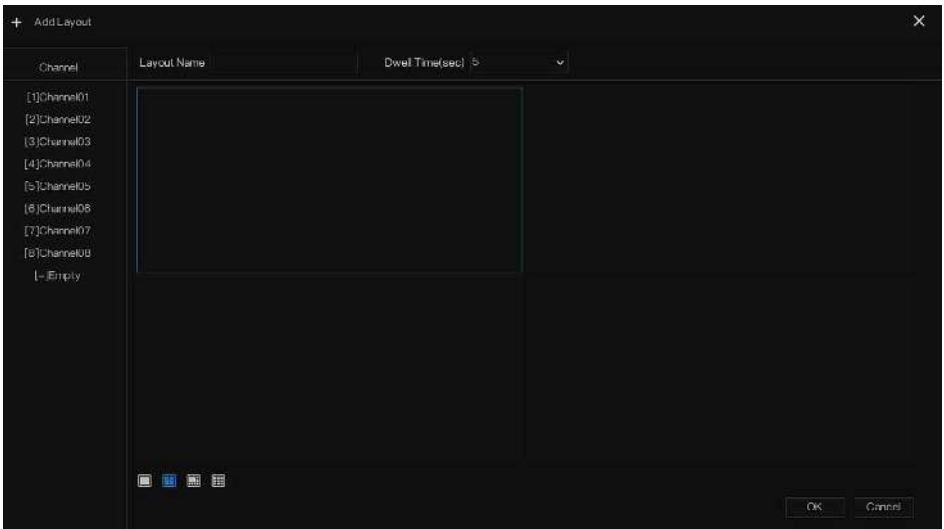 + Add Layout
Channel
Layout Name
Dwell Time(sec) 5
[1]Channel01
[2]Channel02
[3]Channel03
[4]Channel04
[5]Channel05
[6]Channel06
[7]Channel07
[8]Channel08
[-]Empty
OK
Cancel